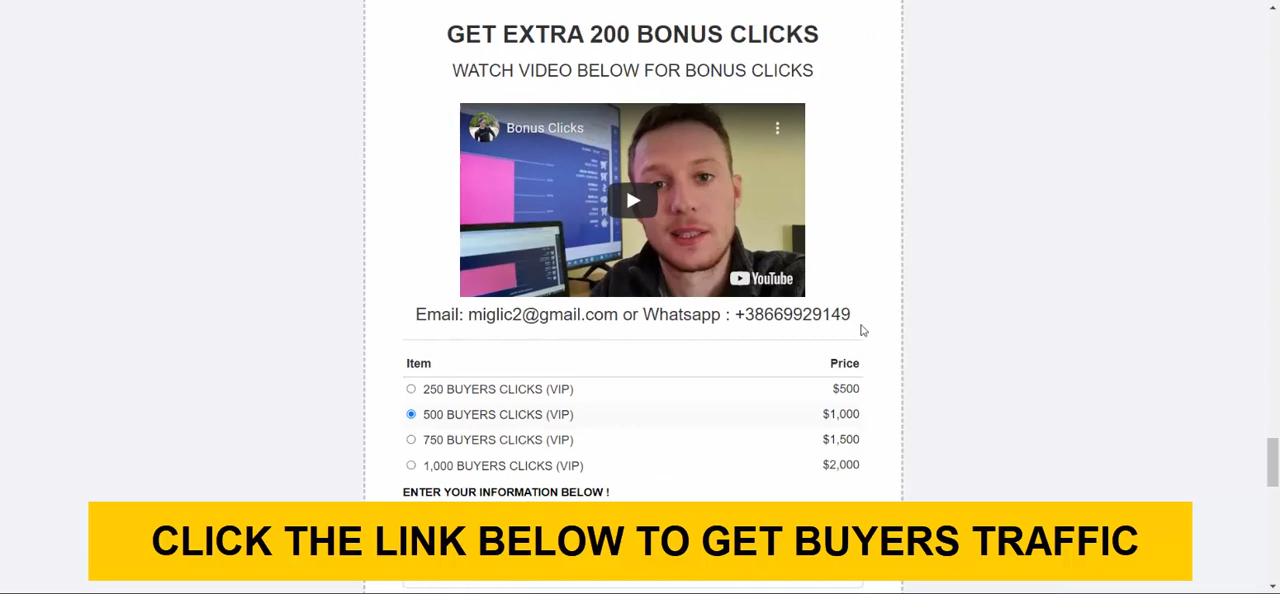 GET EXTRA 200 BONUS CLICKS
WATCH VIDEO BELOW FOR BONUS CLICKS
Bonus Clicks
YouTube
Email: miglic2@gmail.com or Whatsapp : +38669929149
Item Price
250 BUYERS CLICKS (VIP) $500
500 BUYERS CLICKS (VIP) $1,000
750 BUYERS CLICKS (VIP) $1,500
1,000 BUYERS CLICKS (VIP) $2,000
ENTER YOUR INFORMATION BELOW !
CLICK THE LINK BELOW TO GET BUYERS TRAFFIC